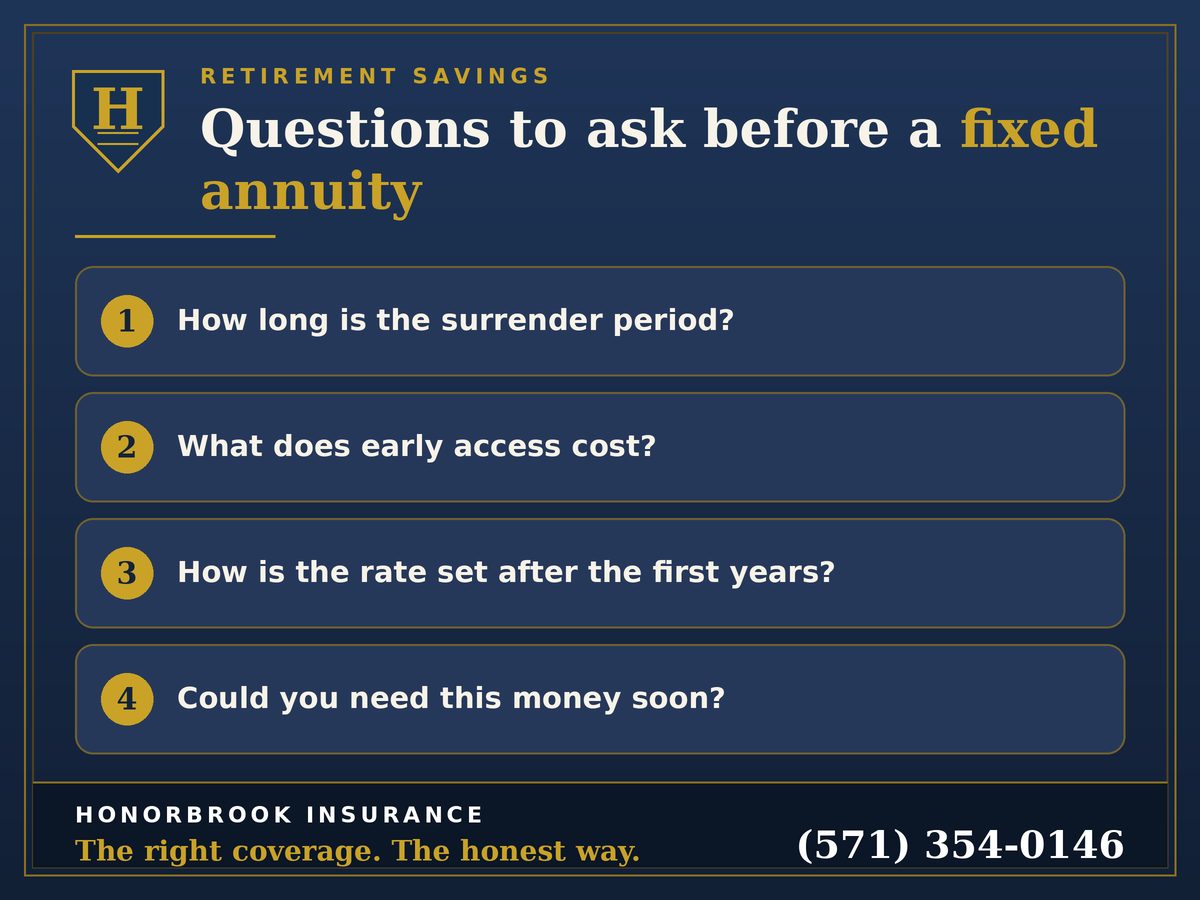 H
RETIREMENT SAVINGS
Questions to ask before a fixed
annuity
1 How long is the surrender period?
2 What does early access cost?
3 How is the rate set after the first years?
4 Could you need this money soon?
HONORBROOK INSURANCE
The right coverage. The honest way.
(571) 354-0146